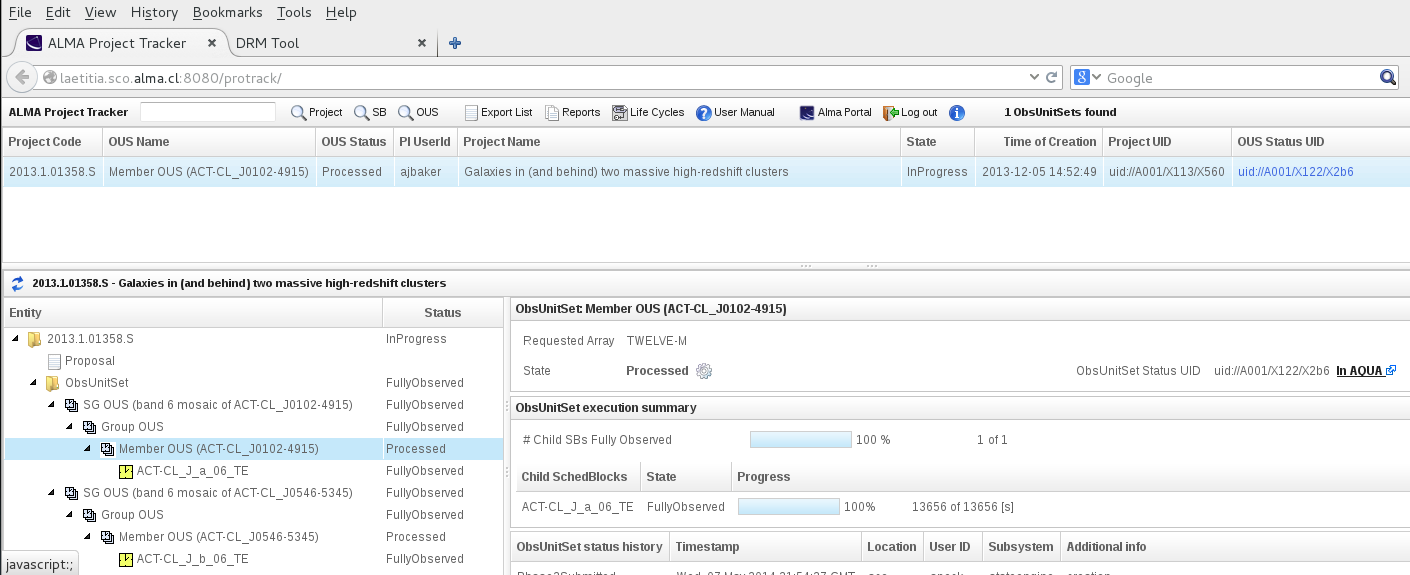 File Edit View History Bookmarks Tools Help
ALMA Project Tracker DRM Tool
laetitia.sco.alma.cl:8080/protrack/ Google
ALMA Project Tracker Project SB OUS Export List Reports Life Cycles User Manual Alma Portal Log out 1 ObsUnitSets found
Project Code OUS Name OUS Status PI UserId Project Name State Time of Creation Project UID OUS Status UID
2013.1.01358.S Member OUS (ACT-CL_J0102-4915) Processed ajbaker Galaxies in (and behind) two massive high-redshift clusters InProgress 2013-12-05 14:52:49 uid://A001/X113/X560 uid://A001/X122/X2b6
2013.1.01358.S - Galaxies in (and behind) two massive high-redshift clusters
Entity Status
2013.1.01358.S InProgress
Proposal
ObsUnitSet FullyObserved
SG OUS (band 6 mosaic of ACT-CL_J0102-4915) FullyObserved
Group OUS FullyObserved
Member OUS (ACT-CL_J0102-4915) Processed
ACT-CL_J_a_06_TE FullyObserved
SG OUS (band 6 mosaic of ACT-CL_J0546-5345) FullyObserved
Group OUS FullyObserved
Member OUS (ACT-CL_J0546-5345) Processed
ACT-CL_J_b_06_TE FullyObserved
javascript:;
ObsUnitSet: Member OUS (ACT-CL_J0102-4915)
Requested Array TWELVE-M
State Processed ObsUnitSet Status UID uid://A001/X122/X2b6 In AQUA
ObsUnitSet execution summary
# Child SBs Fully Observed 100 % 1 of 1
Child SchedBlocks State Progress
ACT-CL_J_a_06_TE FullyObserved 100% 13656 of 13656 [s]
ObsUnitSet status history Timestamp Location User ID Subsystem Additional info